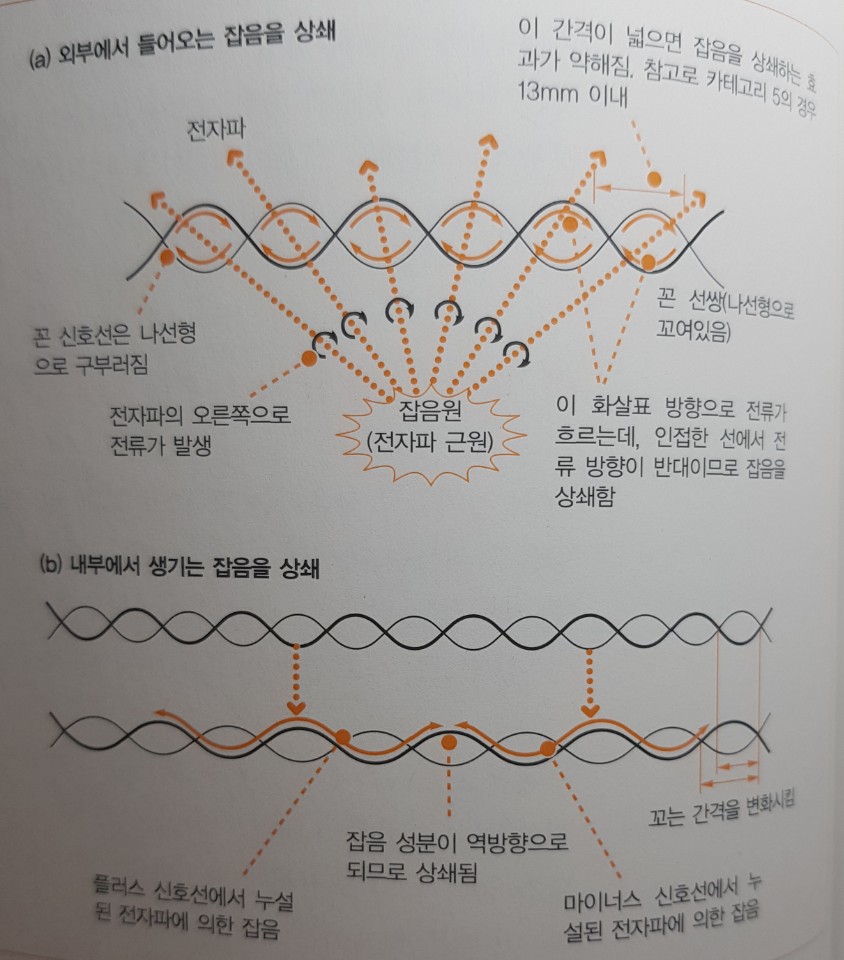 (a) 외부에서 들어오는 잡음을 상쇄
이 간격이 넓으면 잡음을 상쇄하는 효
과가 약해짐. 참고로 카테고리 5의 경우
13mm 이내
전자파
꼰 신호선은 나선형
으로 구부러짐
꼰 선쌍(나선형으로
꼬여있음)
전자파의 오른쪽으로
전류가 발생
잡음원
(전자파 근원)
이 화살표 방향으로 전류가
흐르는데, 인접한 선에서 전
류 방향이 반대이므로 잡음을
상쇄함
(b) 내부에서 생기는 잡음을 상쇄
꼬는 간격을 변화시킴
잡음 성분이 역방향으로
되므로 상쇄됨
플러스 신호선에서 누설
된 전자파에 의한 잡음
마이너스 신호선에서 누
설된 전자파에 의한 잡음